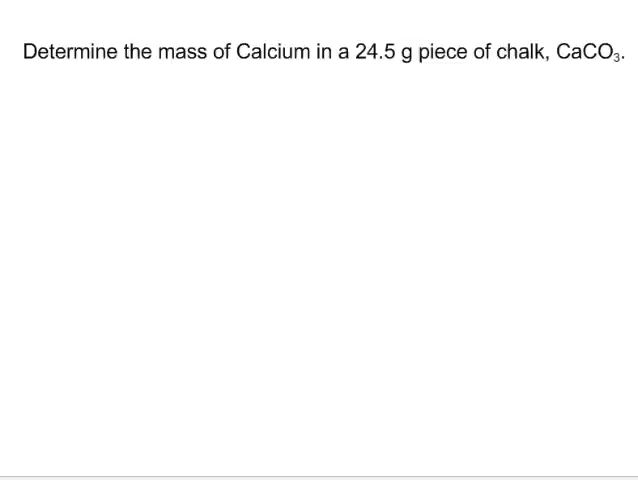 Determine the mass of Calcium in a 24.5 g piece of chalk, CaCO₃.